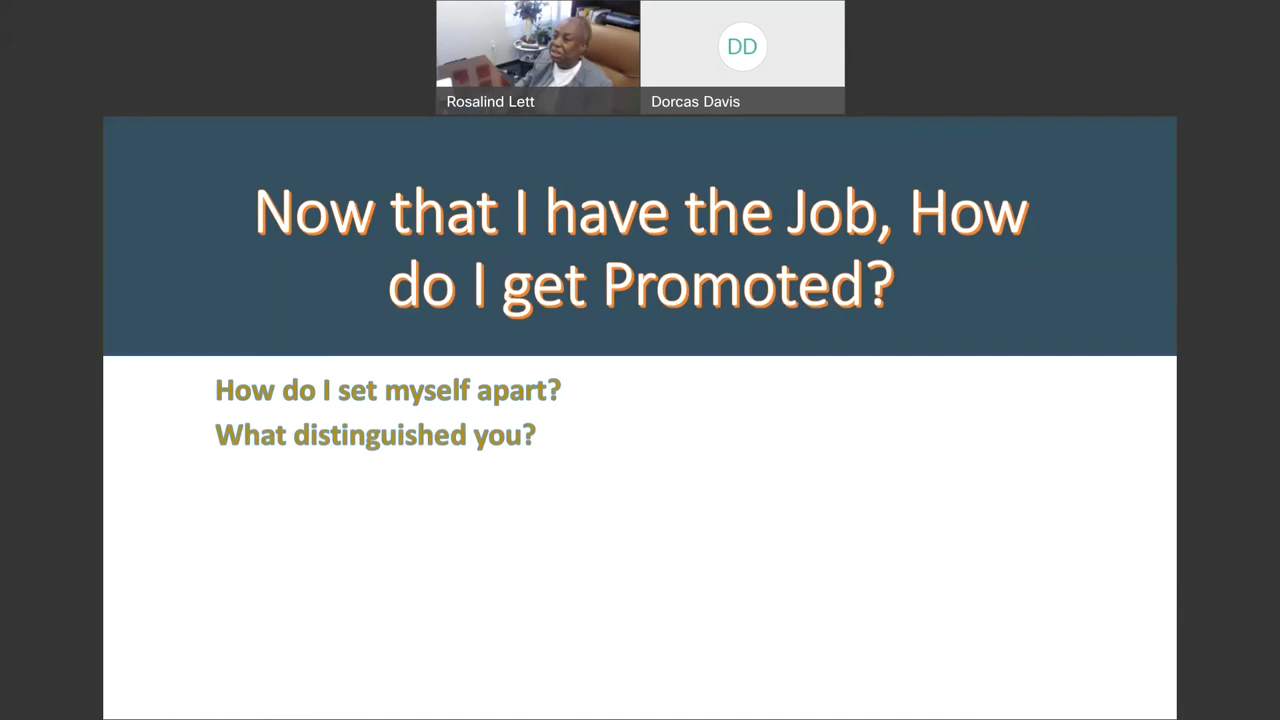 DD
Rosalind Lett
Dorcas Davis
Now that I have the Job, How
do I get Promoted?
How do I set myself apart?
What distinguished you?